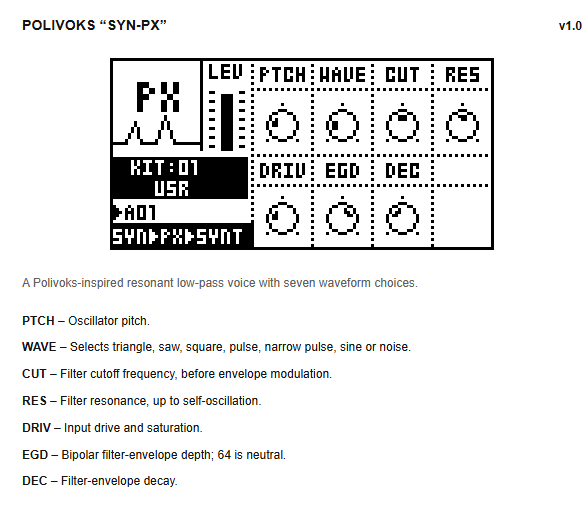 POLIVOKS “SYN-PX”
v1.0
PX
LEV PTCH WAVE CUT RES
KIT:01
USR
A01
DRIV EGD DEC
SYN▸PX▸SYNT
A Polivoks-inspired resonant low-pass voice with seven waveform choices.
PTCH – Oscillator pitch.
WAVE – Selects triangle, saw, square, pulse, narrow pulse, sine or noise.
CUT – Filter cutoff frequency, before envelope modulation.
RES – Filter resonance, up to self-oscillation.
DRIV – Input drive and saturation.
EGD – Bipolar filter-envelope depth; 64 is neutral.
DEC – Filter-envelope decay.